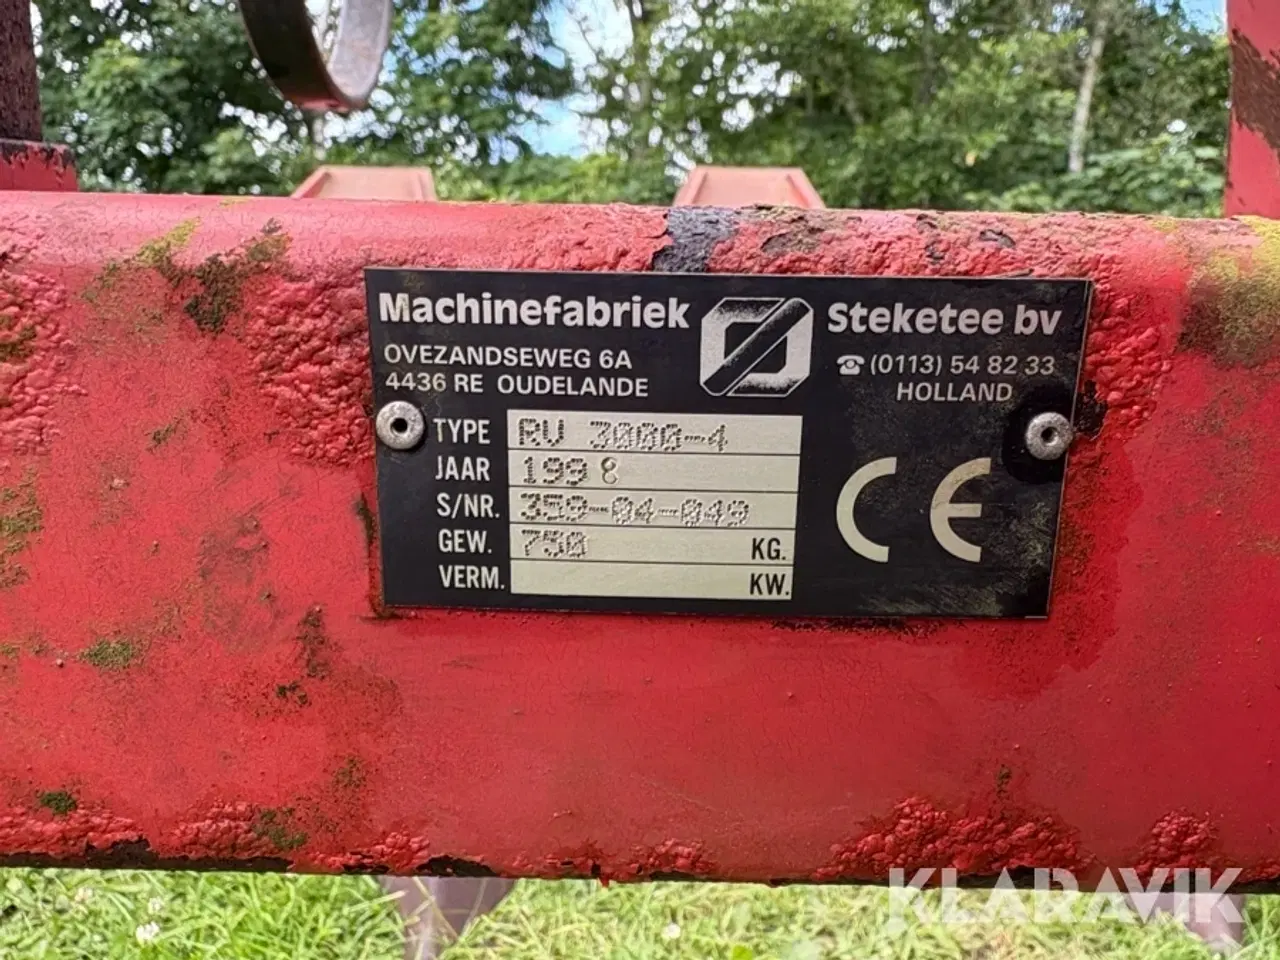 Machinefabriek Steketee bv
OVEZANDSEWEG 6A
4436 RE OUDELANDE
☎ (0113) 54 82 33
HOLLAND
TYPE RV 3000-4
JAAR 1998
S/NR. 359-04-049
GEW. 750 KG.
VERM. KW.
CE
KLARAVIK